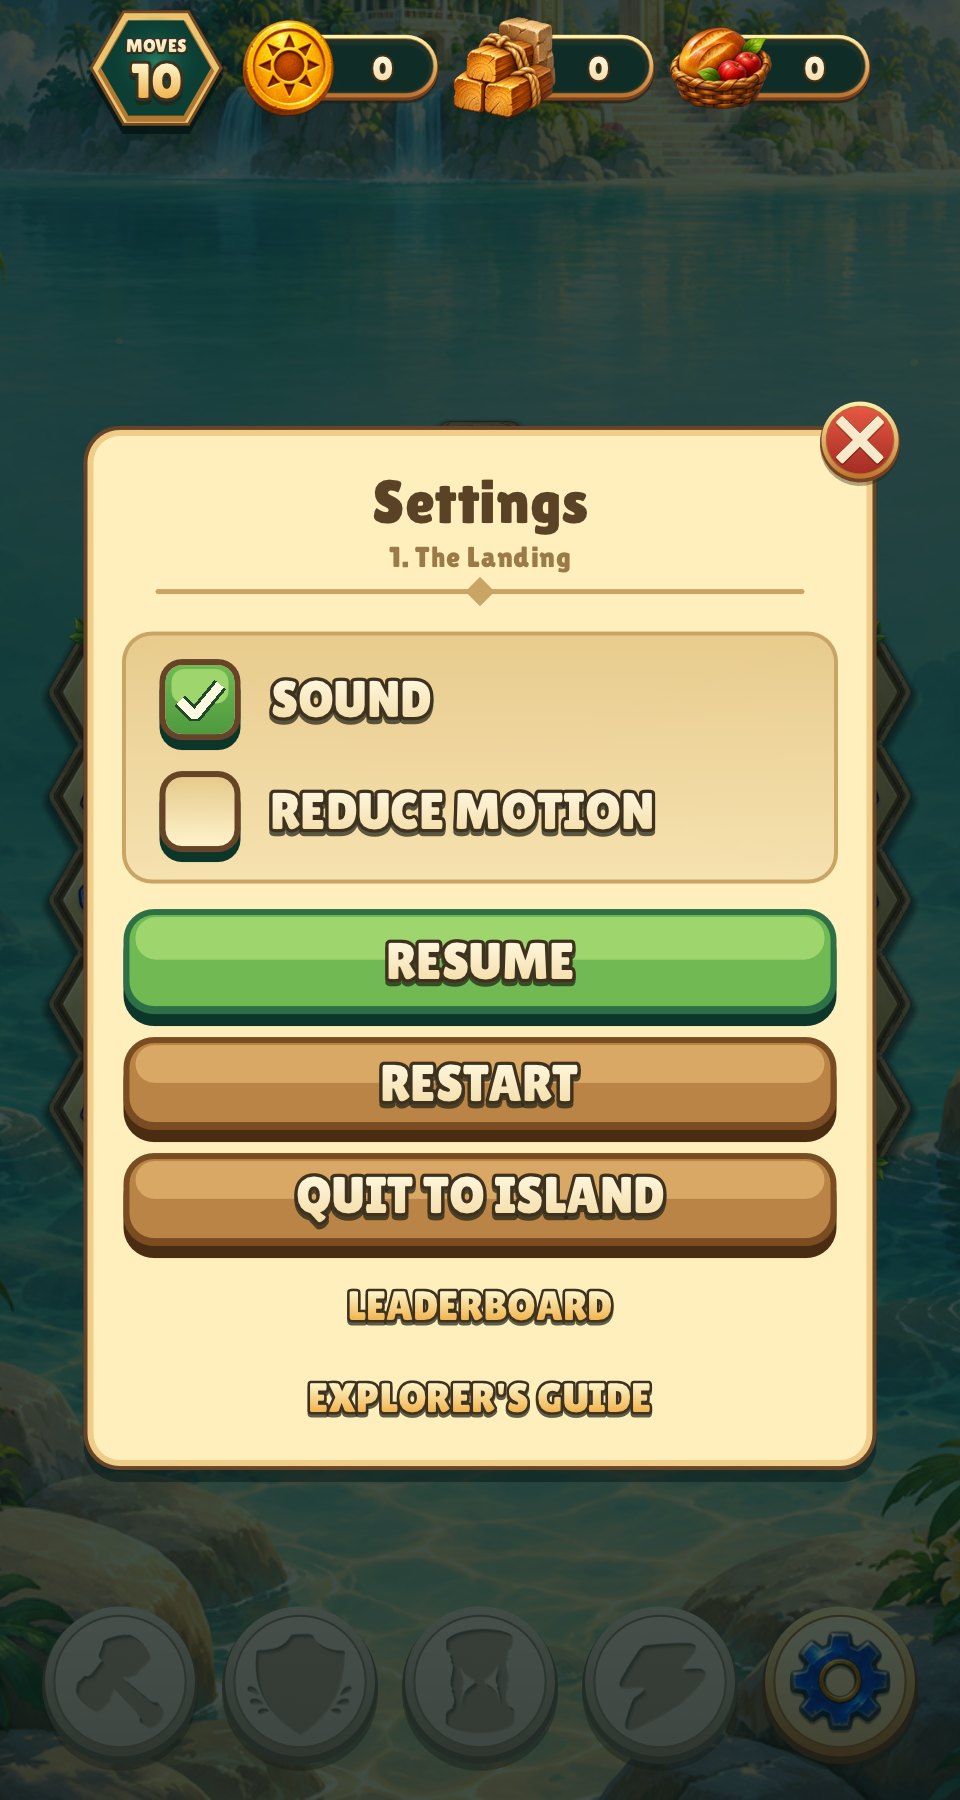 MOVES
10
0
0
0
Settings
1. The Landing
SOUND
REDUCE MOTION
RESUME
RESTART
QUIT TO ISLAND
LEADERBOARD
EXPLORER'S GUIDE